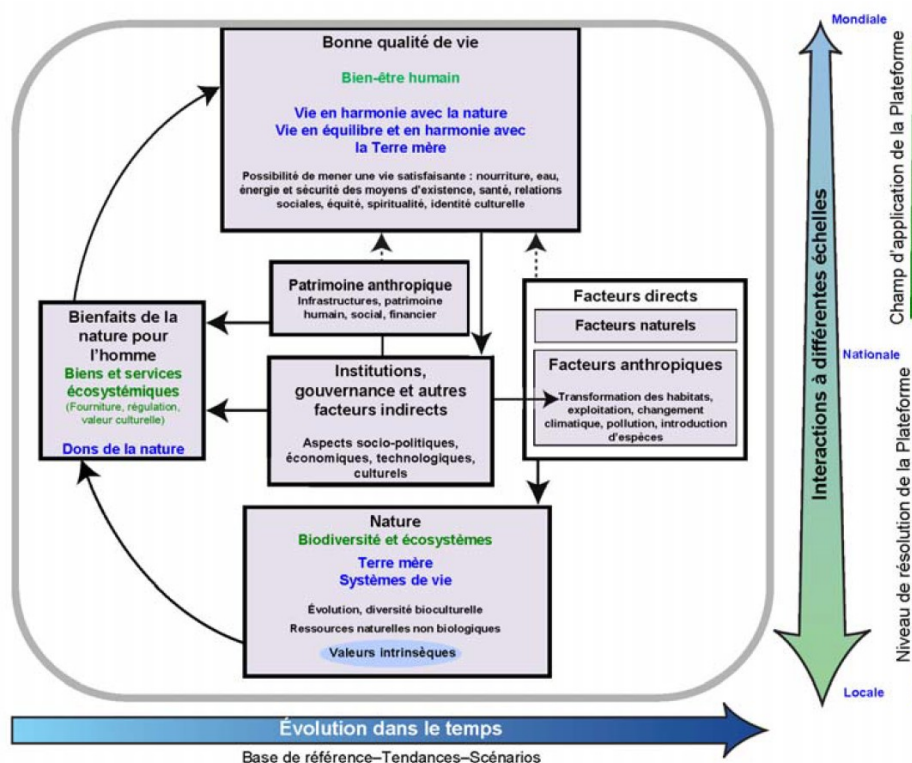 Bonne qualité de vie
Bien-être humain
Vie en harmonie avec la nature
Vie en équilibre et en harmonie avec
la Terre mère
Possibilité de mener une vie satisfaisante : nourriture, eau,
énergie et sécurité des moyens d'existence, santé, relations
sociales, équité, spiritualité, identité culturelle
Patrimoine anthropique
Infrastructures, patrimoine
humain, social, financier
Bienfaits de la
nature pour
l'homme
Biens et services
écosystémiques
(Fourniture, régulation,
valeur culturelle)
Dons de la nature
Institutions,
gouvernance et autres
facteurs indirects
Aspects socio-politiques,
économiques, technologiques,
culturels
Facteurs directs
Facteurs naturels
Facteurs anthropiques
Transformation des habitats,
exploitation, changement
climatique, pollution, introduction
d'espèces
Nature
Biodiversité et écosystèmes
Terre mère
Systèmes de vie
Évolution, diversité bioculturelle
Ressources naturelles non biologiques
Valeurs intrinsèques
Évolution dans le temps
Base de référence–Tendances–Scénarios
Mondiale
Nationale
Locale
Interactions à différentes échelles
Champ d'application de la Plateforme
Niveau de résolution de la Plateforme